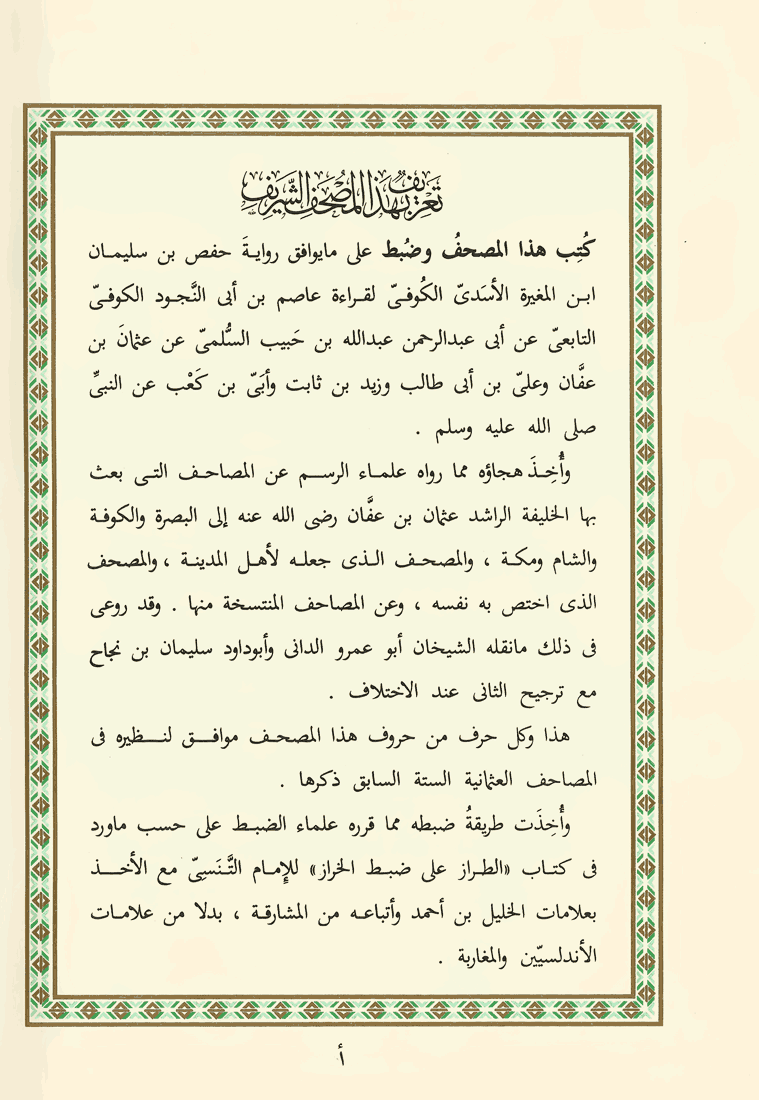 تعريف بهذا المصحف الشريف
كُتِب هذا المصحفُ وضُبط على مايوافق روايةَ حفص بن سليمان
ابن المغيرة الأسَدىّ الكُوفىّ لقراءة عاصم بن أبى النَّجود الكوفىّ
التابعىّ عن أبى عبدالرحمن عبدالله بن حَبيب السُّلمىّ عن عثمانَ بن
عفَّان وعلىّ بن أبى طالب وزيد بن ثابت وأبَىّ بن كَعْب عن النبىِّ
صلى الله عليه وسلم .
وأُخِذَ هجاؤه مما رواه علماء الرسم عن المصاحف التى بعث
بها الخليفة الراشد عثمان بن عفَّان رضى الله عنه إلى البصرة والكوفة
والشام ومكة ، والمصحف الذى جعله لأهل المدينة ، والمصحف
الذى اختص به نفسه ، وعن المصاحف المنتسخة منها . وقد روعى
فى ذلك مانقله الشيخان أبو عمرو الدانى وأبوداود سليمان بن نجاح
مع ترجيح الثانى عند الاختلاف .
هذا وكل حرف من حروف هذا المصحف موافق لنظيره فى
المصاحف العثمانية الستة السابق ذكرها .
وأُخِذَت طريقةُ ضبطه مما قرره علماء الضبط على حسب ماورد
فى كتاب «الطراز على ضبط الخراز» للإمام التَّنَسِىّ مع الأخذ
بعلامات الخليل بن أحمد وأتباعه من المشارقة ، بدلا من علامات
الأندلسيّين والمغاربة .
أ